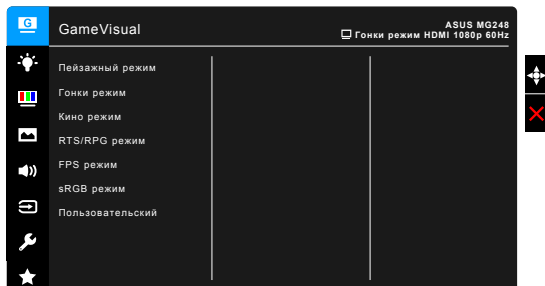 G
GameVisual
ASUS MG248
Гонки режим HDMI 1080p 60Hz
Пейзажный режим
Гонки режим
Кино режим
RTS/RPG режим
FPS режим
sRGB режим
Пользовательский